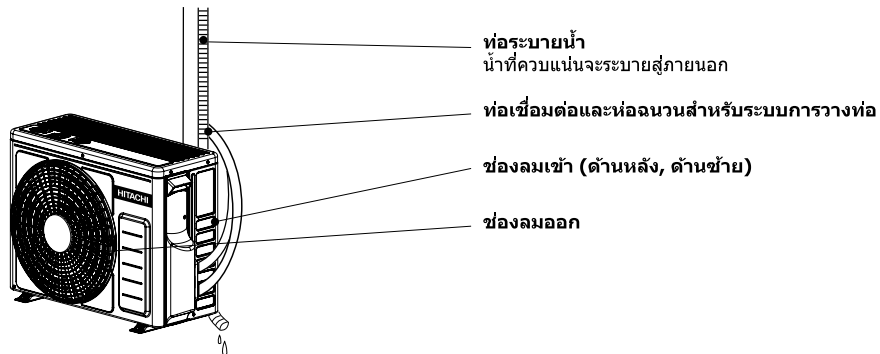 ท่อระบายน้ำ
น้ำที่ควบแน่นจะระบายสู่ภายนอก
ท่อเชื่อมต่อและห่อฉนวนสำหรับระบบการวางท่อ
ช่องลมเข้า (ด้านหลัง, ด้านซ้าย)
HITACHI
ช่องลมออก